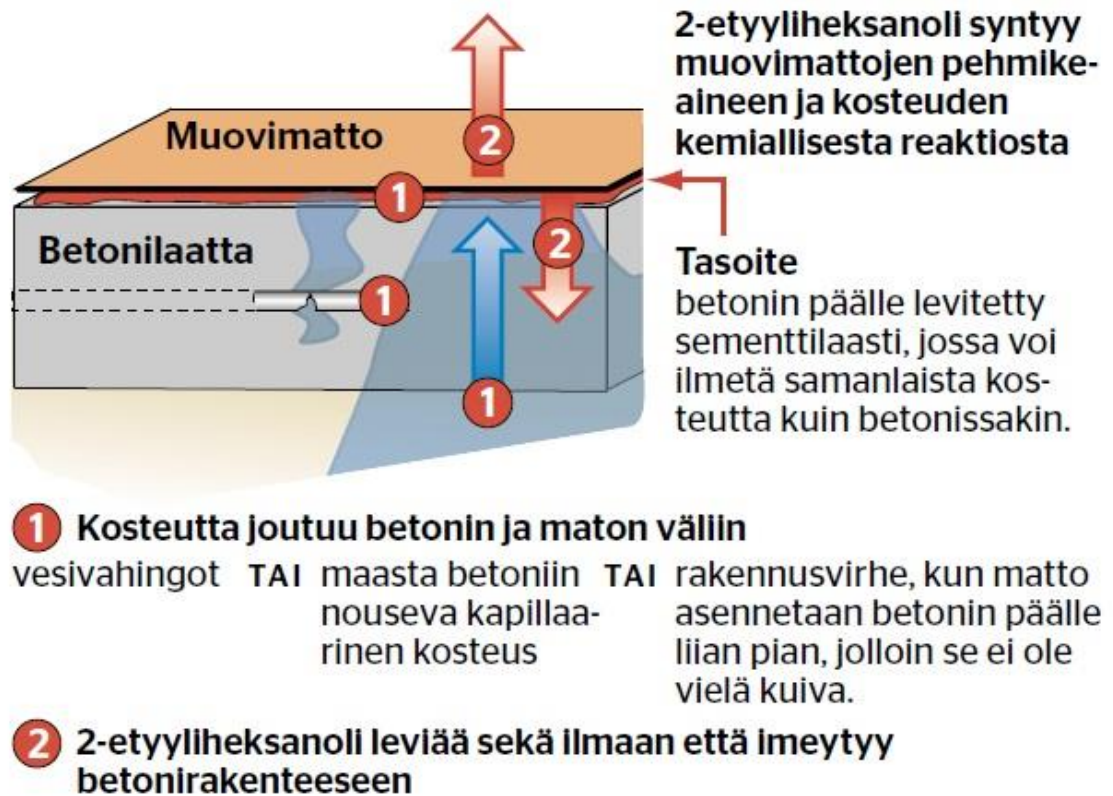 2-etyyliheksanoli syntyy
muovimattojen pehmike-
aineen ja kosteuden
kemiallisesta reaktiosta
Muovimatto
2
1
Betonilaatta
2
1
1
Tasoite
betonin päälle levitetty
sementtilaasti, jossa voi
ilmetä samanlaista kos-
teutta kuin betonissakin.
1 Kosteutta joutuu betonin ja maton väliin
vesivahingot TAI maasta betoniin TAI rakennusvirhe, kun matto
nouseva kapillaa- asennetaan betonin päälle
rinen kosteus liian pian, jolloin se ei ole
vielä kuiva.
2 2-etyyliheksanoli leviää sekä ilmaan että imeytyy
betonirakenteeseen